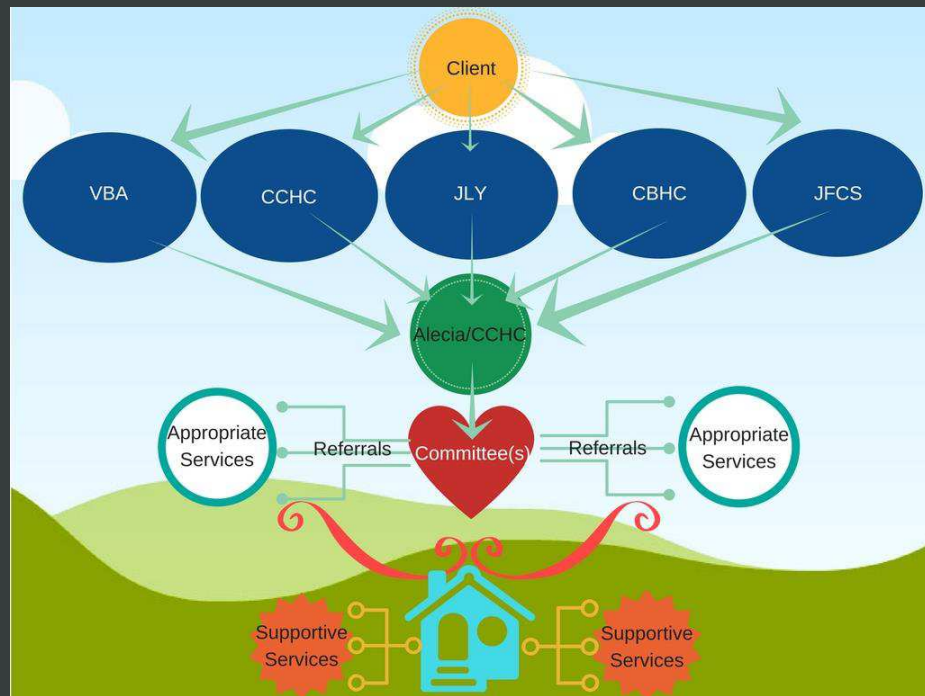 Client
VBA
CCHC
JLY
CBHC
JFCS
Alecia/CCHC
Appropriate
Services
Referrals
Committee(s)
Referrals
Appropriate
Services
Supportive
Services
Supportive
Services